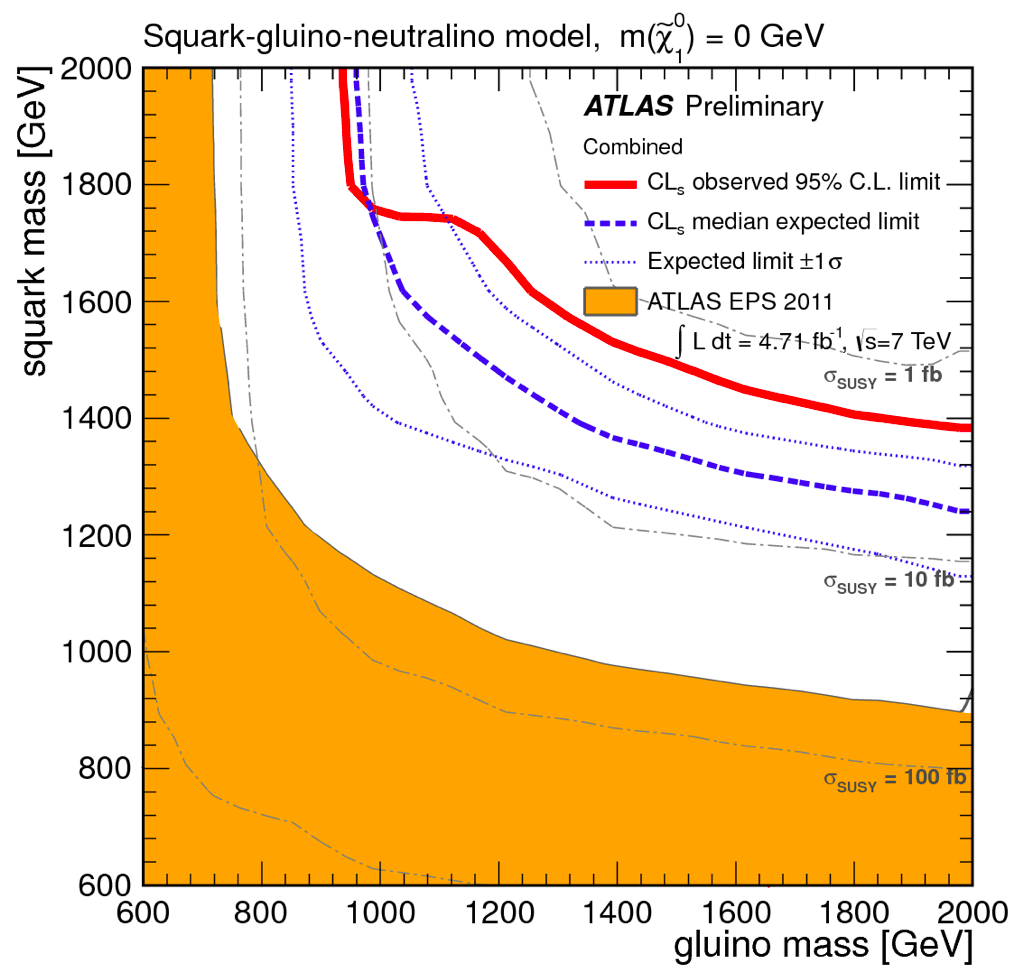 Squark-gluino-neutralino model, m(χ̃₁⁰) = 0 GeV
squark mass [GeV]
2000
1800
1600
1400
1200
1000
800
600
ATLAS Preliminary
Combined
CLₛ observed 95% C.L. limit
CLₛ median expected limit
Expected limit ±1σ
ATLAS EPS 2011
∫ L dt = 4.71 fb⁻¹, √s=7 TeV
σSUSY = 1 fb
σSUSY = 10 fb
σSUSY = 100 fb
600 800 1000 1200 1400 1600 1800 2000
gluino mass [GeV]